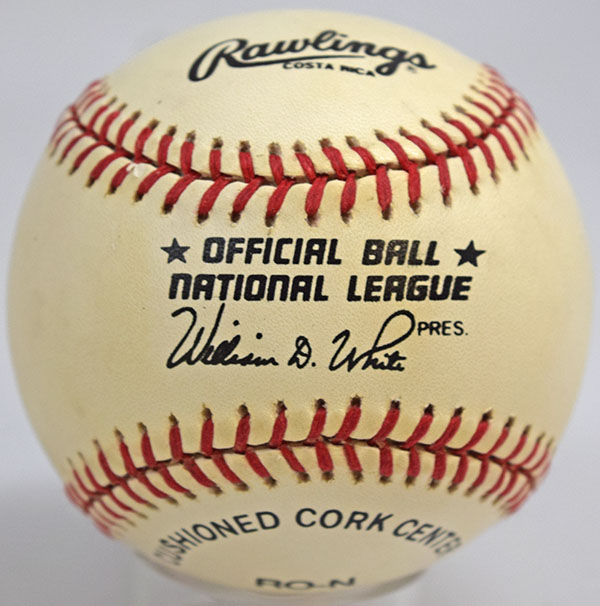 Rawlings
COSTA RICA
★ OFFICIAL BALL ★
NATIONAL LEAGUE
William D. White PRES.
CUSHIONED CORK CENTER
RO-N